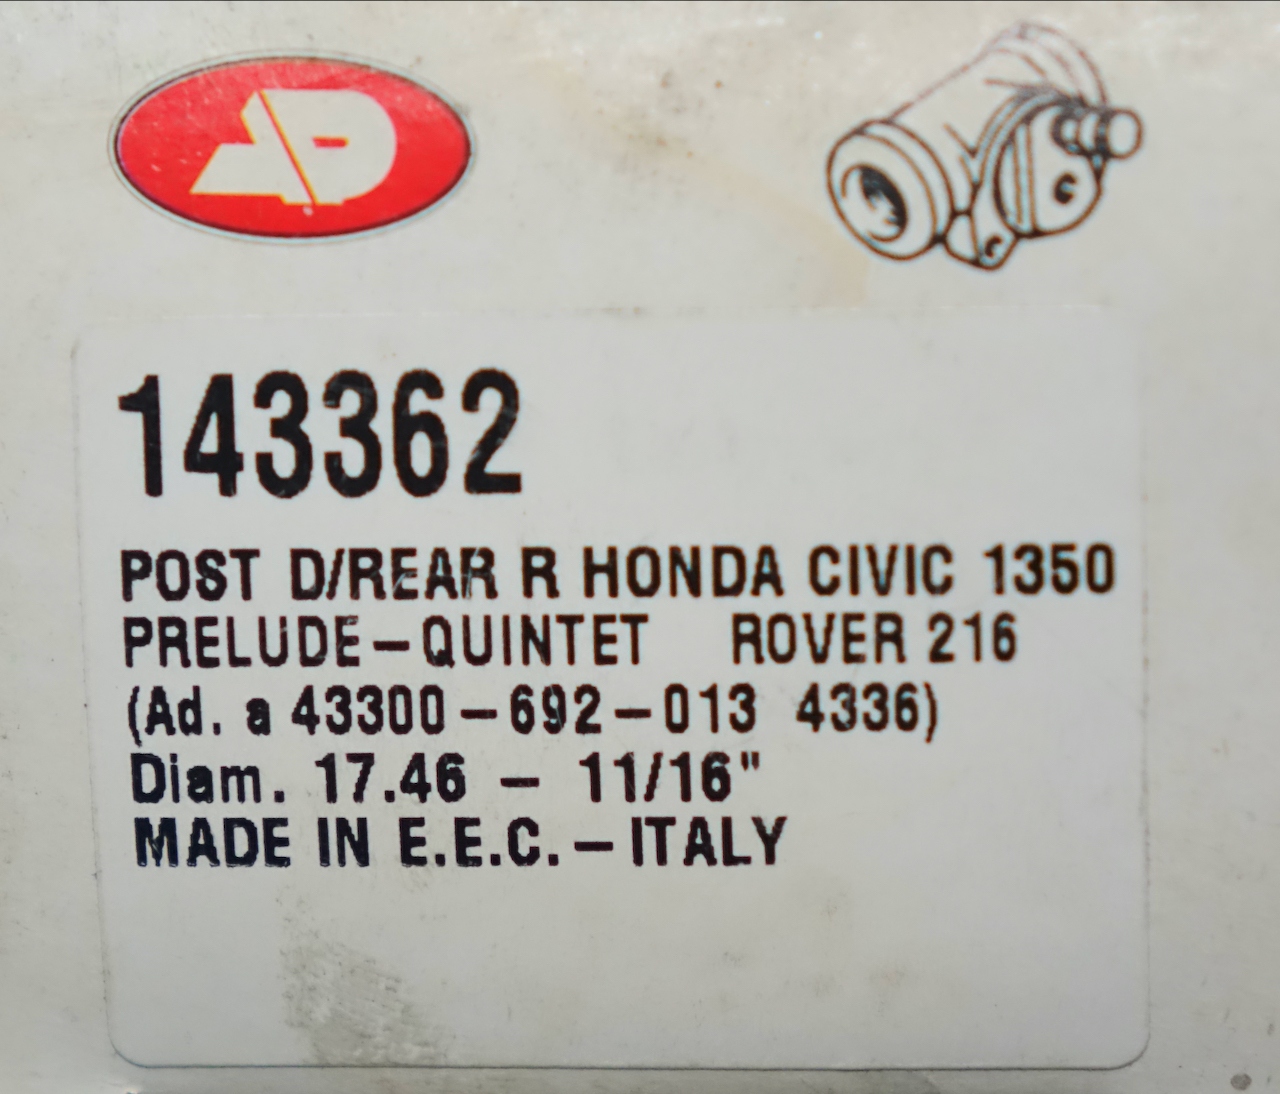 143362
POST D/REAR R HONDA CIVIC 1350
PRELUDE-QUINTET ROVER 216
(Ad. a 43300-692-013 4336)
Diam. 17.46 - 11/16"
MADE IN E.E.C.-ITALY